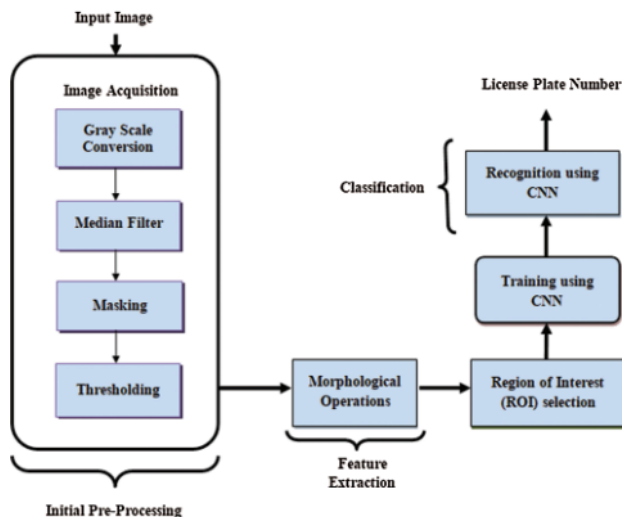 Input Image
Image Acquisition
Gray Scale
Conversion
Median Filter
Masking
Thresholding
Initial Pre-Processing
Morphological
Operations
Feature
Extraction
Region of Interest
(ROI) selection
Training using
CNN
Recognition using
CNN
Classification
License Plate Number